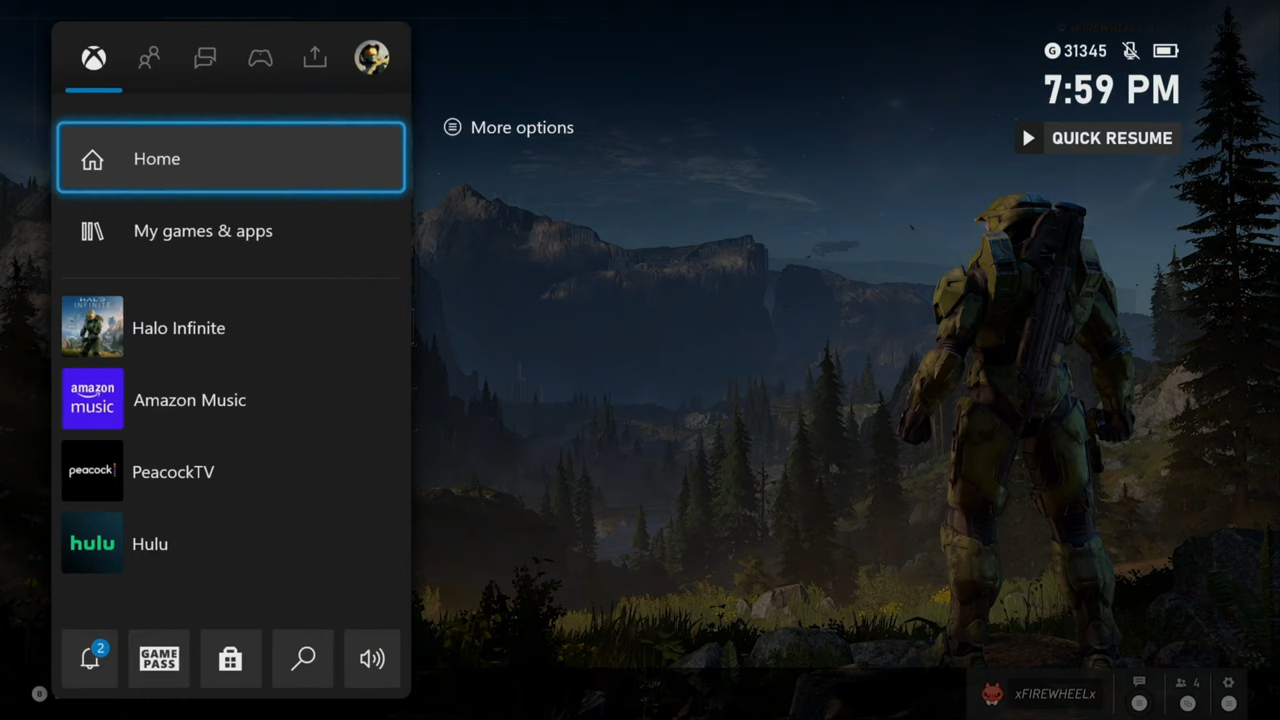 G 31345
7:59 PM
QUICK RESUME
More options
Home
My games & apps
HALO
INFINITE
Halo Infinite
amazon
music
Amazon Music
peacock
PeacockTV
hulu
Hulu
2
GAME
PASS
xFIREWHEELx
4